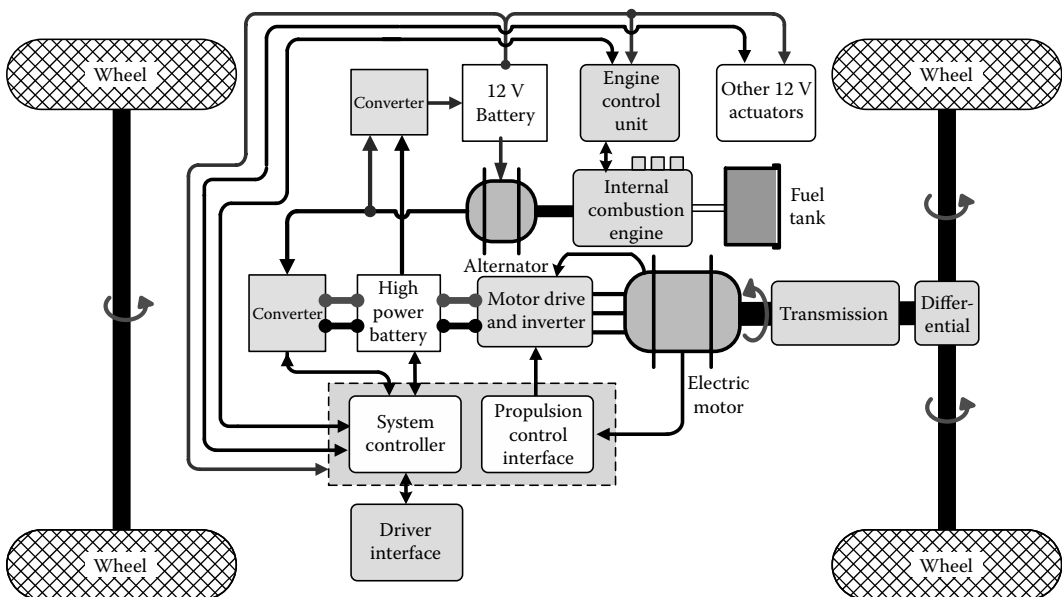 Wheel
Wheel
Converter
12 V
Battery
Engine
control
unit
Other 12 V
actuators
Internal
combustion
engine
Fuel
tank
Alternator
Converter
High
power
battery
Motor drive
and inverter
Transmission
Differ-
ential
Electric
motor
System
controller
Propulsion
control
interface
Driver
interface
Wheel
Wheel